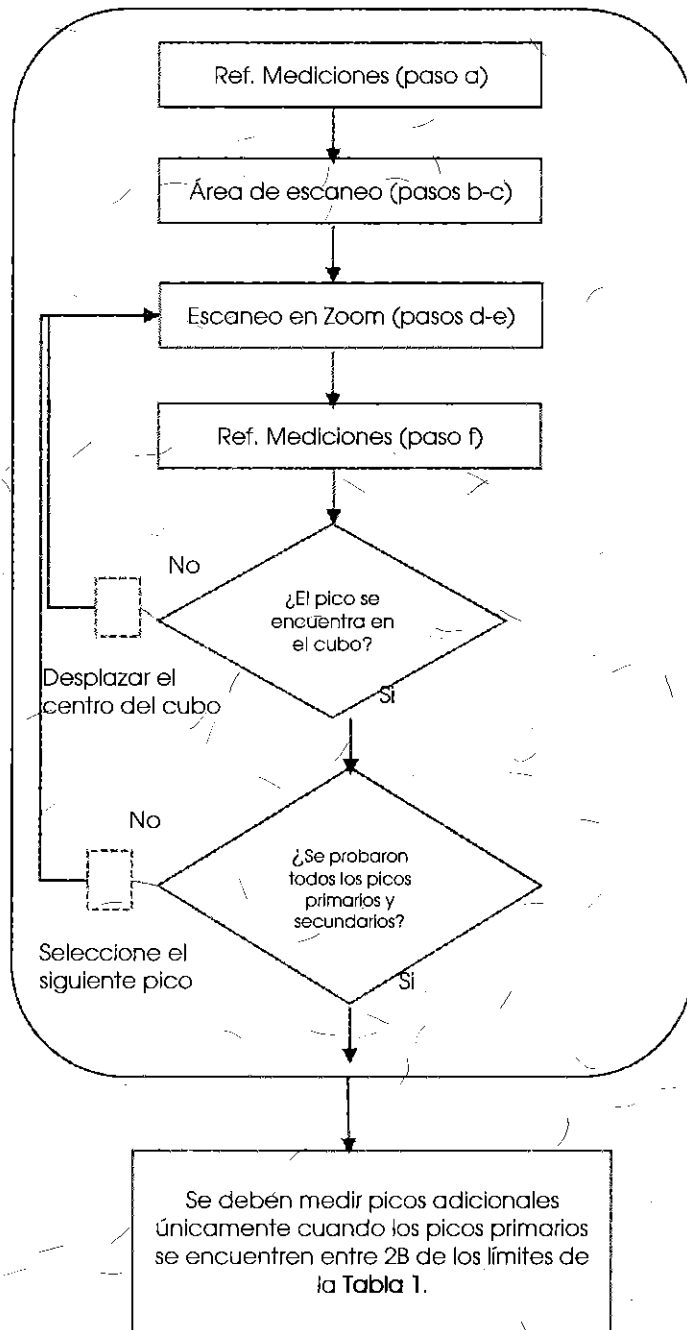 Ref. Mediciones (paso a)
Área de escaneo (pasos b-c)
Escaneo en Zoom (pasos d-e)
Ref. Mediciones (paso f)
No
¿El pico se
encuentra en
el cubo?
Desplazar el
centro del cubo
Si
No
¿Se probaron
todos los picos
primarios y
secundarios?
Seleccione el
siguiente pico
Si
Se debén medir picos adicionales
únicamente cuando los picos primarios
se encuentren entre 2B de los límites de
la Tabla 1.